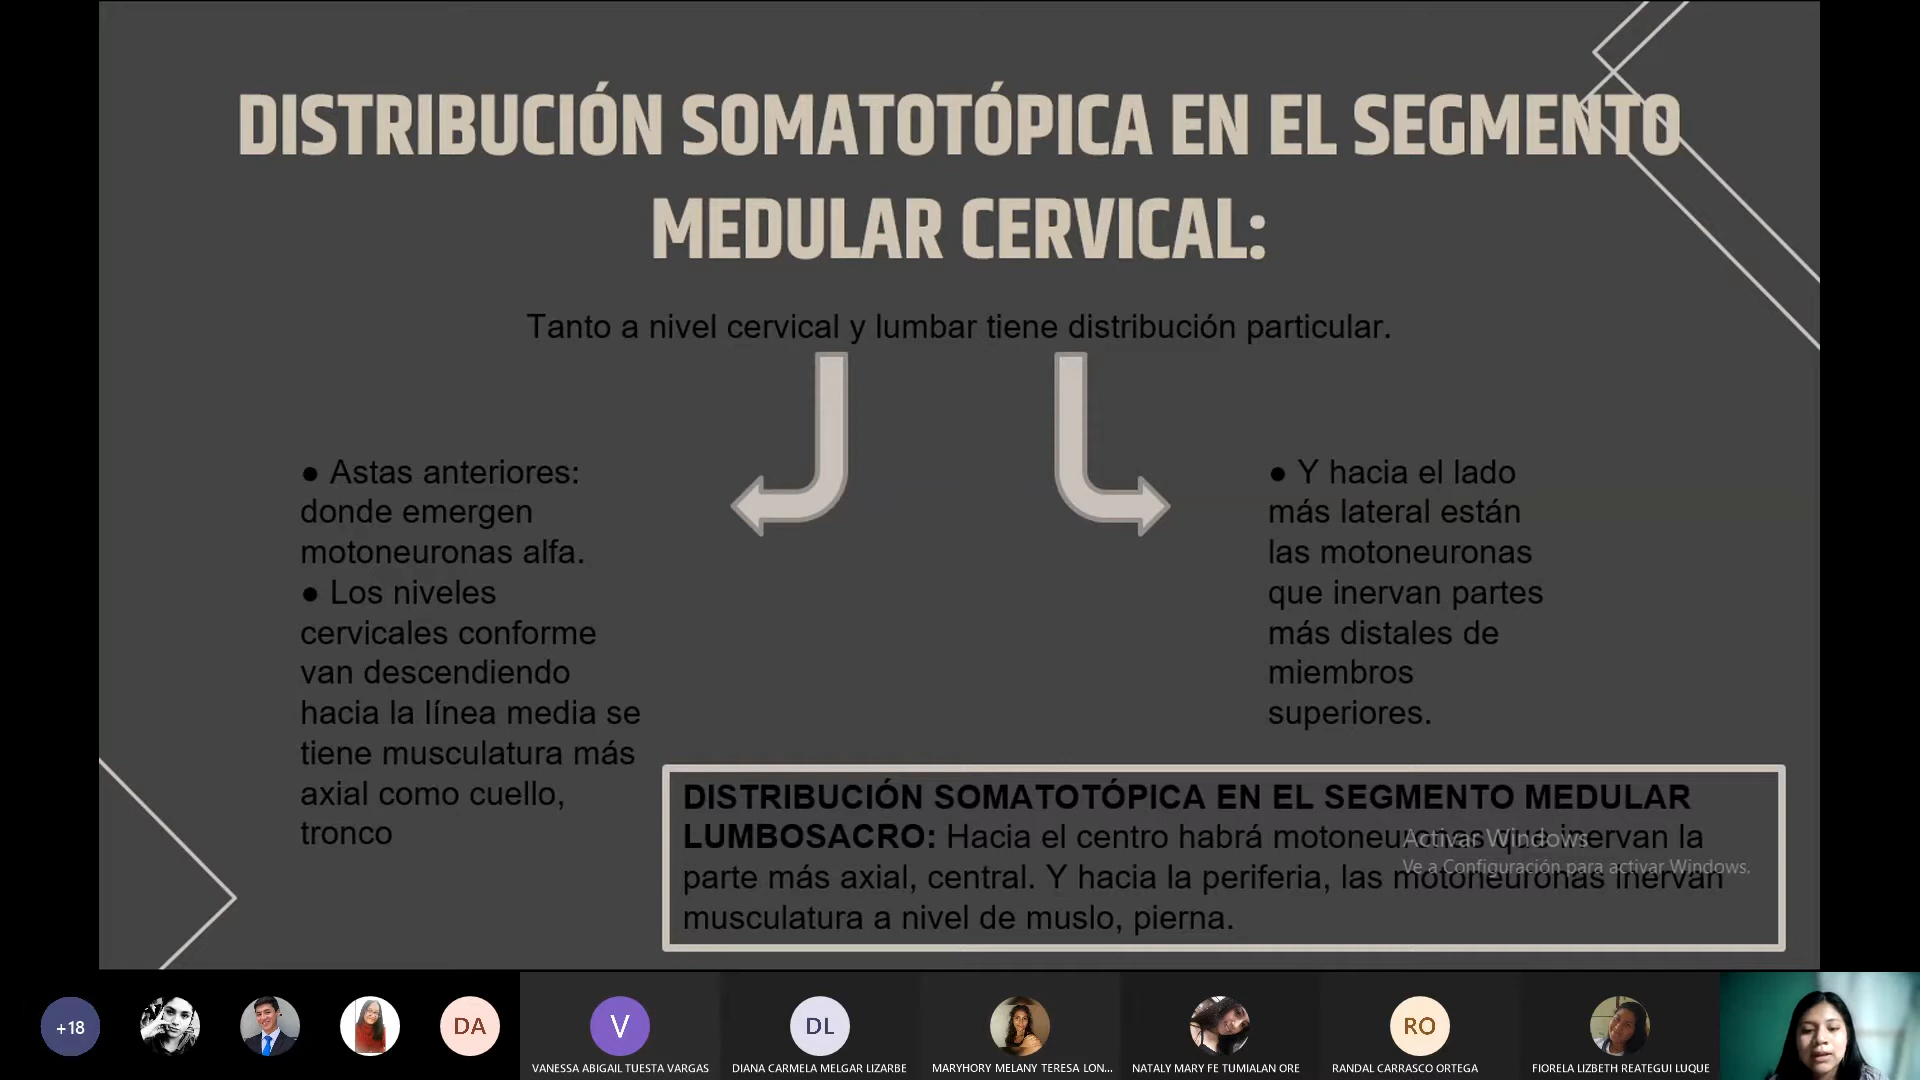 DISTRIBUCIÓN SOMATOTÓPICA EN EL SEGMENTO
MEDULAR CERVICAL:
Tanto a nivel cervical y lumbar tiene distribución particular.
● Astas anteriores:
donde emergen
motoneuronas alfa.
● Los niveles
cervicales conforme
van descendiendo
hacia la línea media se
tiene musculatura más
axial como cuello,
tronco
● Y hacia el lado
más lateral están
las motoneuronas
que inervan partes
más distales de
miembros
superiores.
DISTRIBUCIÓN SOMATOTÓPICA EN EL SEGMENTO MEDULAR
LUMBOSACRO: Hacia el centro habrá motoneuronas que inervan la
parte más axial, central. Y hacia la periferia, las motoneuronas inervan
musculatura a nivel de muslo, pierna.
Activar Windows
Ve a Configuración para activar Windows.
+18
DA
V
DL
RO
VANESSA ABIGAIL TUESTA VARGAS
DIANA CARMELA MELGAR LIZARBE
MARYHORY MELANY TERESA LON...
NATALY MARY FE TUMIALAN ORE
RANDAL CARRASCO ORTEGA
FIORELA LIZBETH REATEGUI LUQUE